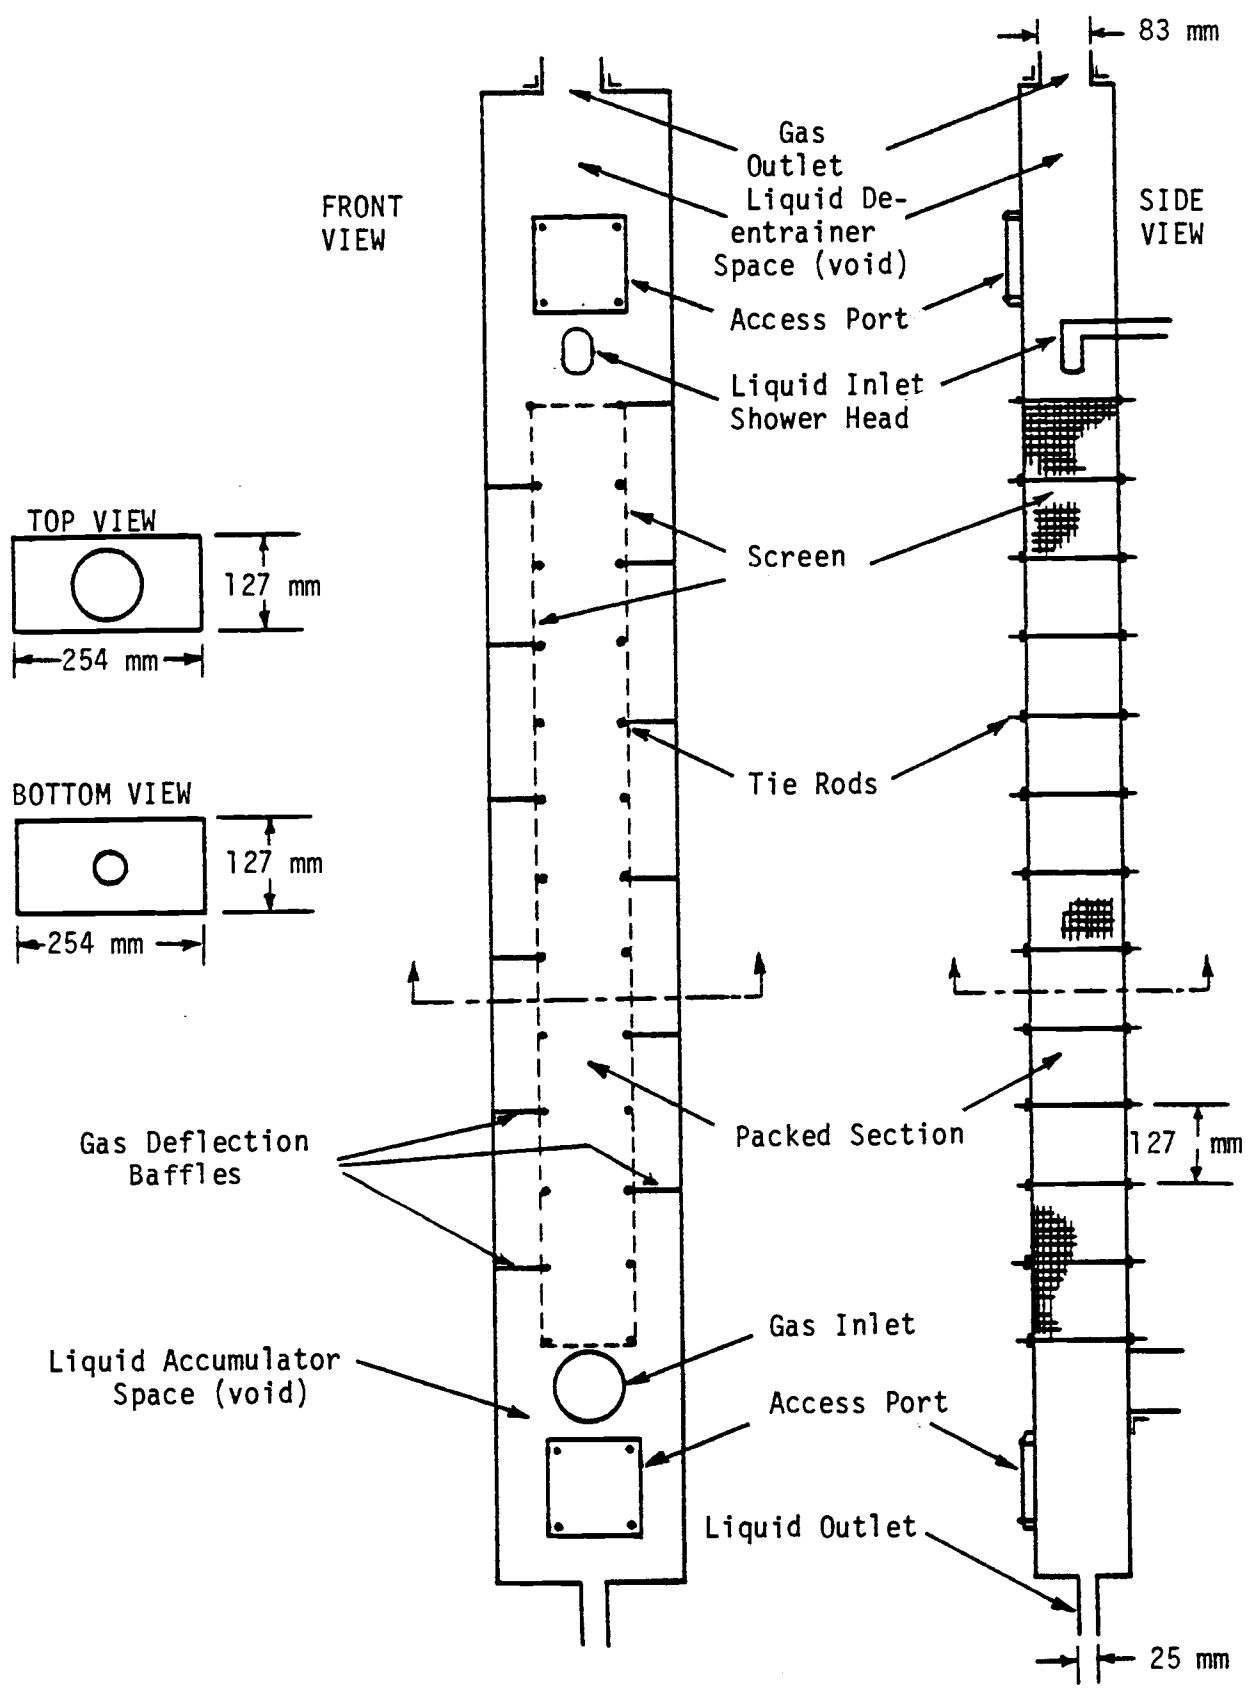 83 mm
Gas
Outlet
Liquid De-
entrainer
Space (void)
FRONT
VIEW
SIDE
VIEW
Access Port
Liquid Inlet
Shower Head
TOP VIEW
127 mm
254 mm
Screen
Tie Rods
BOTTOM VIEW
127 mm
254 mm
Gas Deflection
Baffles
Packed Section
127 mm
Gas Inlet
Liquid Accumulator
Space (void)
Access Port
Liquid Outlet
25 mm